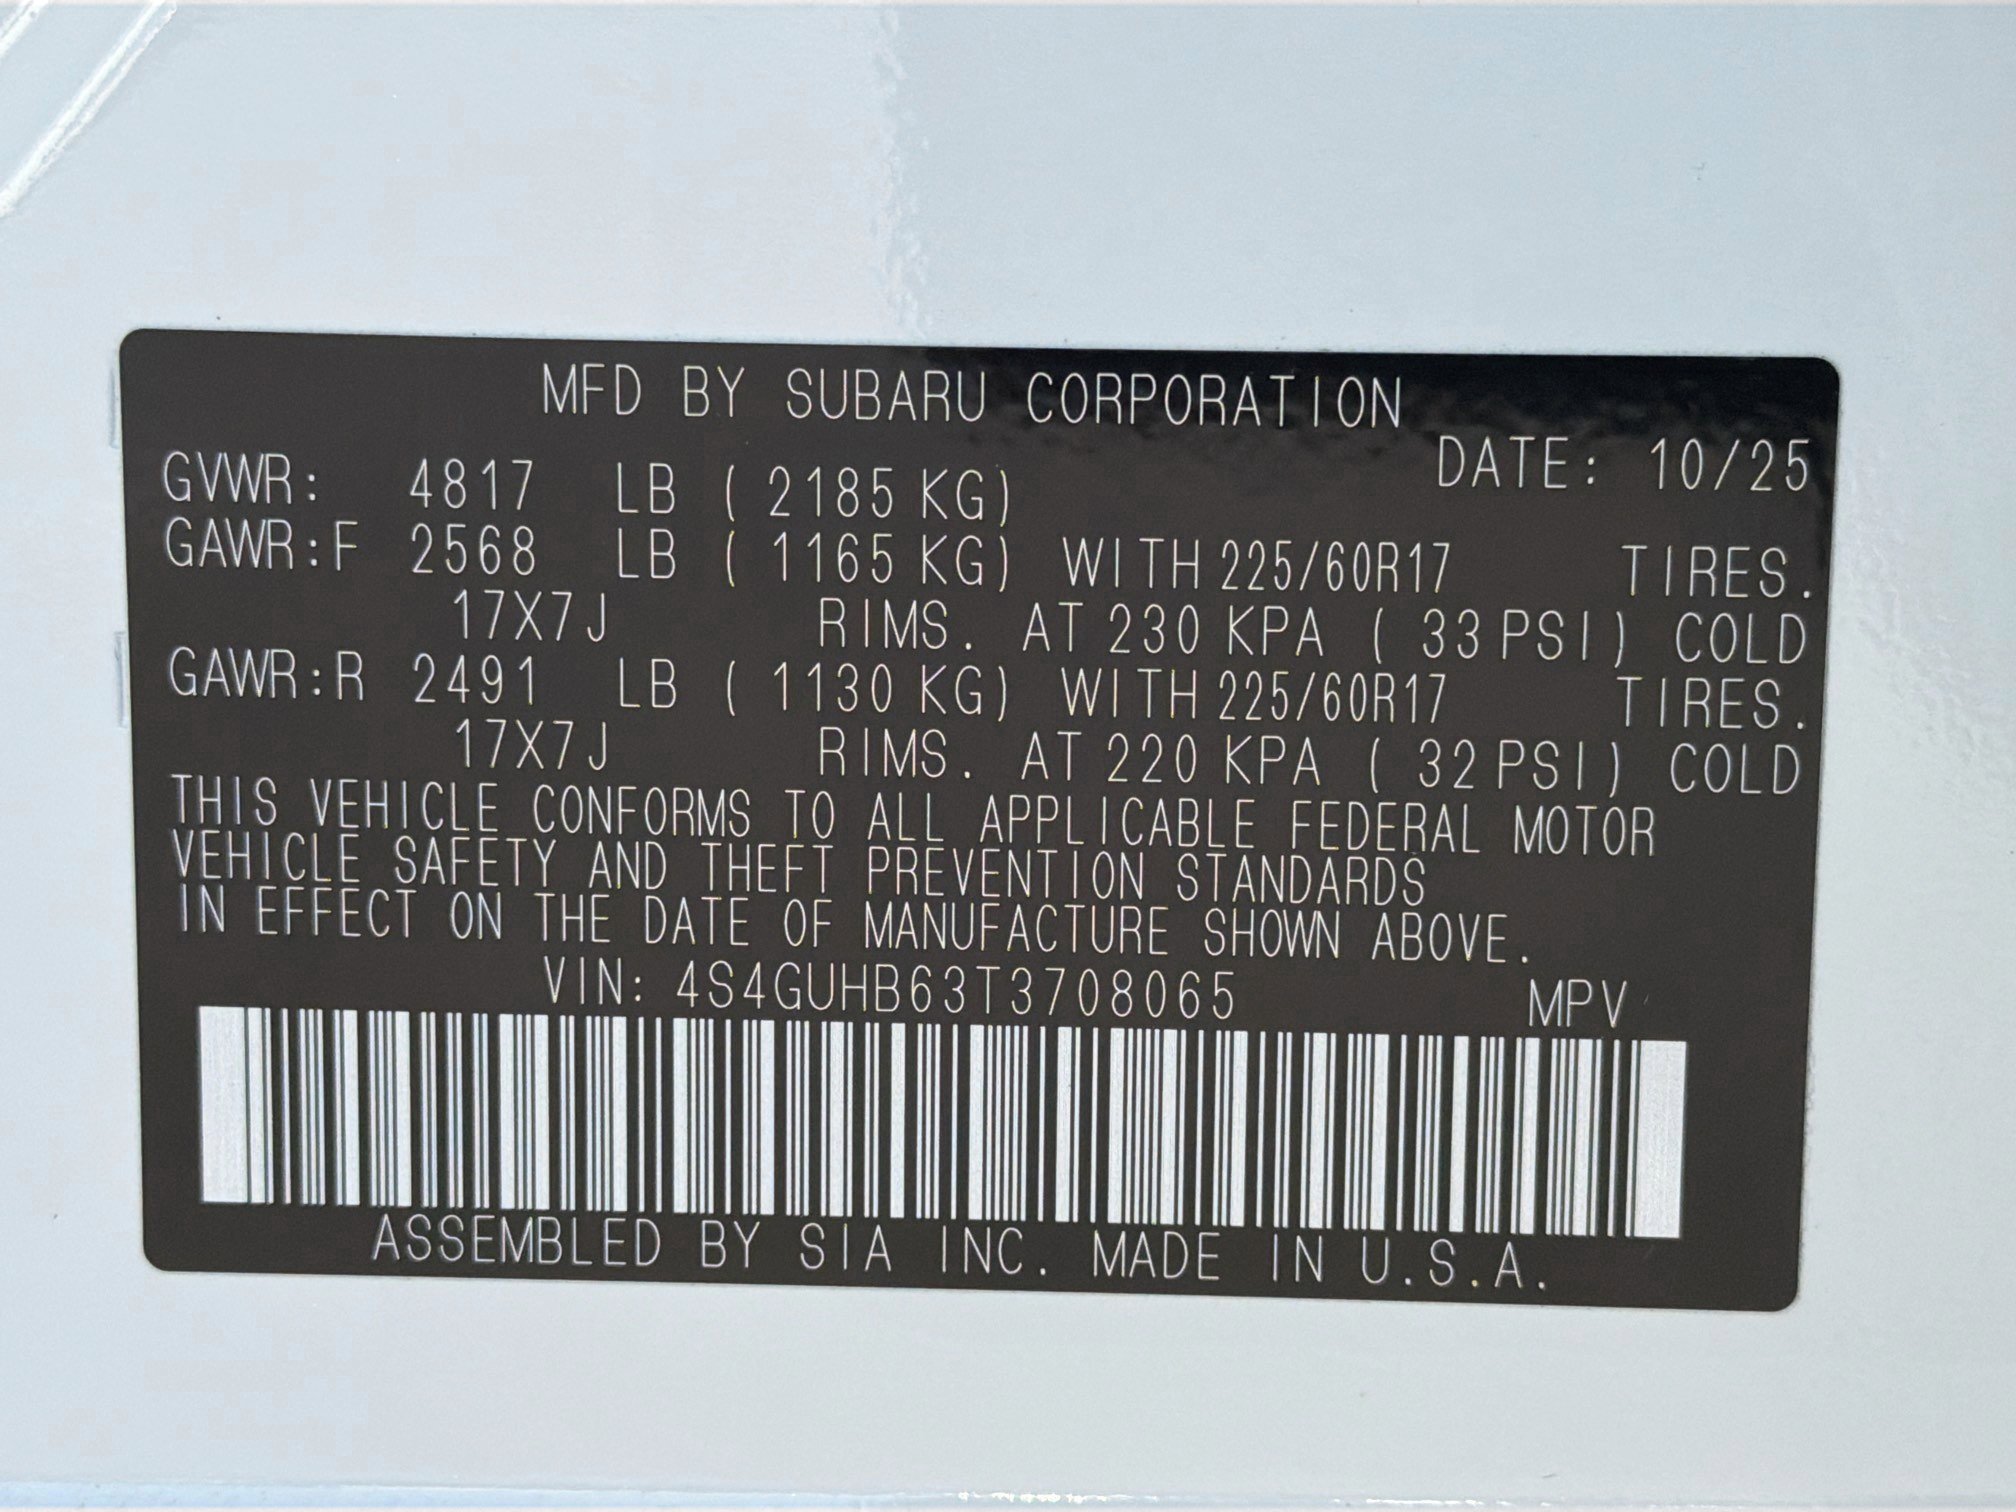 MFD BY SUBARU CORPORATION
DATE: 10/25
GVWR: 4817 LB ( 2185 KG)
GAWR:F 2568 LB ( 1165 KG) WITH 225/60R17 TIRES.
17X7J RIMS. AT 230 KPA ( 33 PSI) COLD
GAWR:R 2491 LB ( 1130 KG) WITH 225/60R17 TIRES.
17X7J RIMS. AT 220 KPA ( 32 PSI) COLD
THIS VEHICLE CONFORMS TO ALL APPLICABLE FEDERAL MOTOR
VEHICLE SAFETY AND THEFT PREVENTION STANDARDS
IN EFFECT ON THE DATE OF MANUFACTURE SHOWN ABOVE.
VIN: 4S4GUHB63T3708065 MPV
ASSEMBLED BY SIA INC. MADE IN U.S.A.